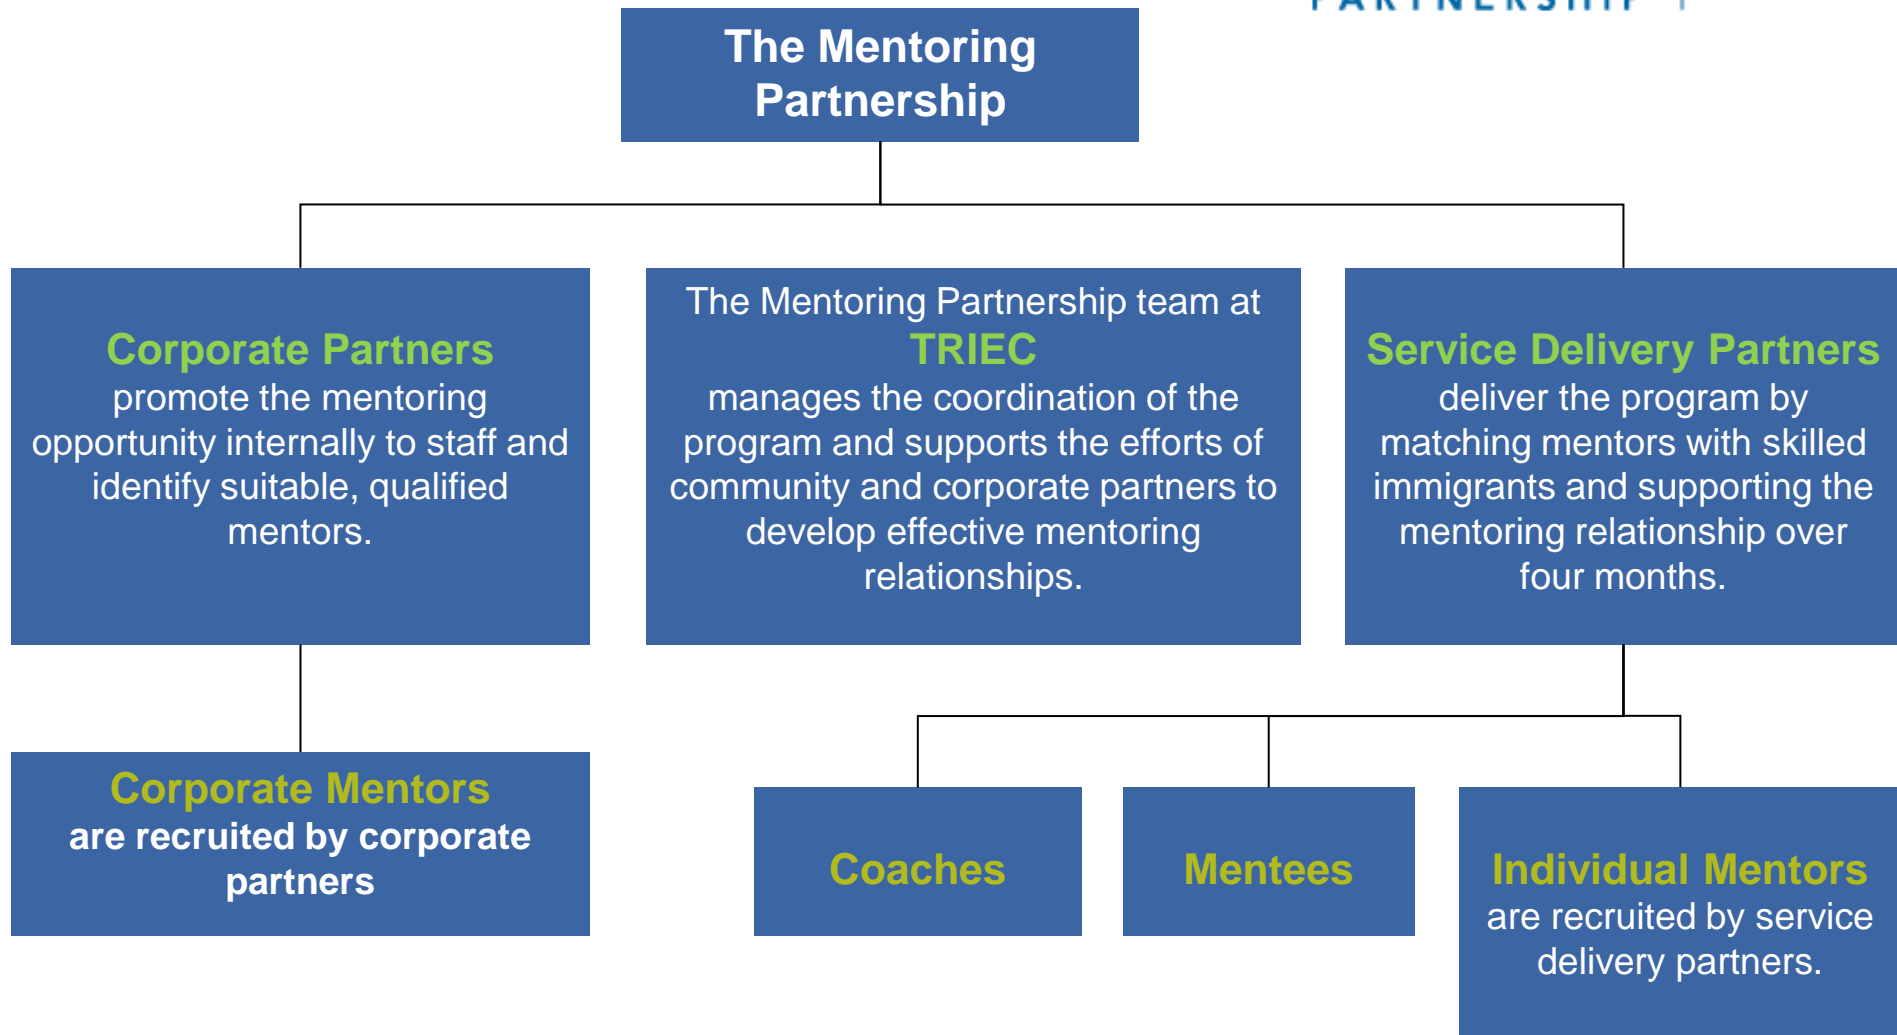 PARTNERSHIP
The Mentoring
Partnership
Corporate Partners
promote the mentoring
opportunity internally to staff and
identify suitable, qualified
mentors.
The Mentoring Partnership team at
TRIEC
manages the coordination of the
program and supports the efforts of
community and corporate partners to
develop effective mentoring
relationships.
Service Delivery Partners
deliver the program by
matching mentors with skilled
immigrants and supporting the
mentoring relationship over
four months.
Corporate Mentors
are recruited by corporate
partners
Coaches
Mentees
Individual Mentors
are recruited by service
delivery partners.